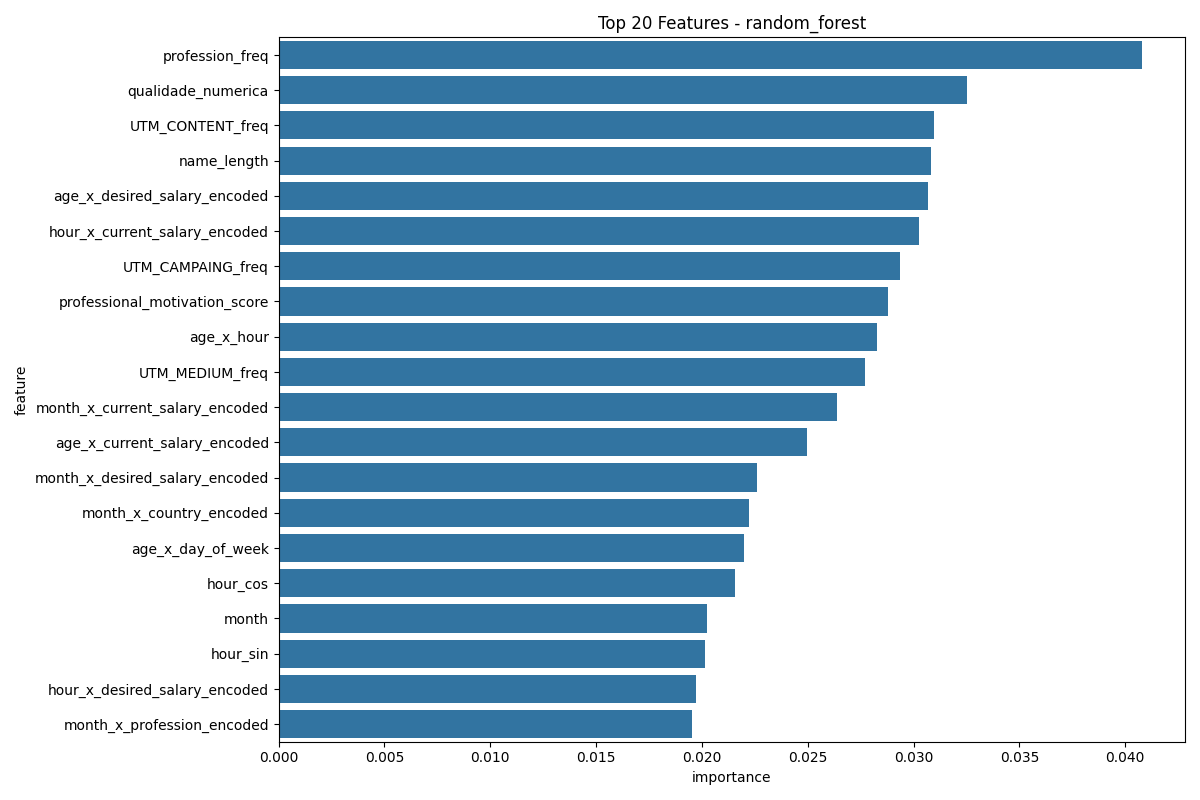 Top 20 Features - random_forest
profession_freq
qualidade_numerica
UTM_CONTENT_freq
name_length
age_x_desired_salary_encoded
hour_x_current_salary_encoded
UTM_CAMPAING_freq
professional_motivation_score
age_x_hour
UTM_MEDIUM_freq
month_x_current_salary_encoded
age_x_current_salary_encoded
month_x_desired_salary_encoded
month_x_country_encoded
age_x_day_of_week
hour_cos
month
hour_sin
hour_x_desired_salary_encoded
month_x_profession_encoded
feature
0.000 0.005 0.010 0.015 0.020 0.025 0.030 0.035 0.040
importance